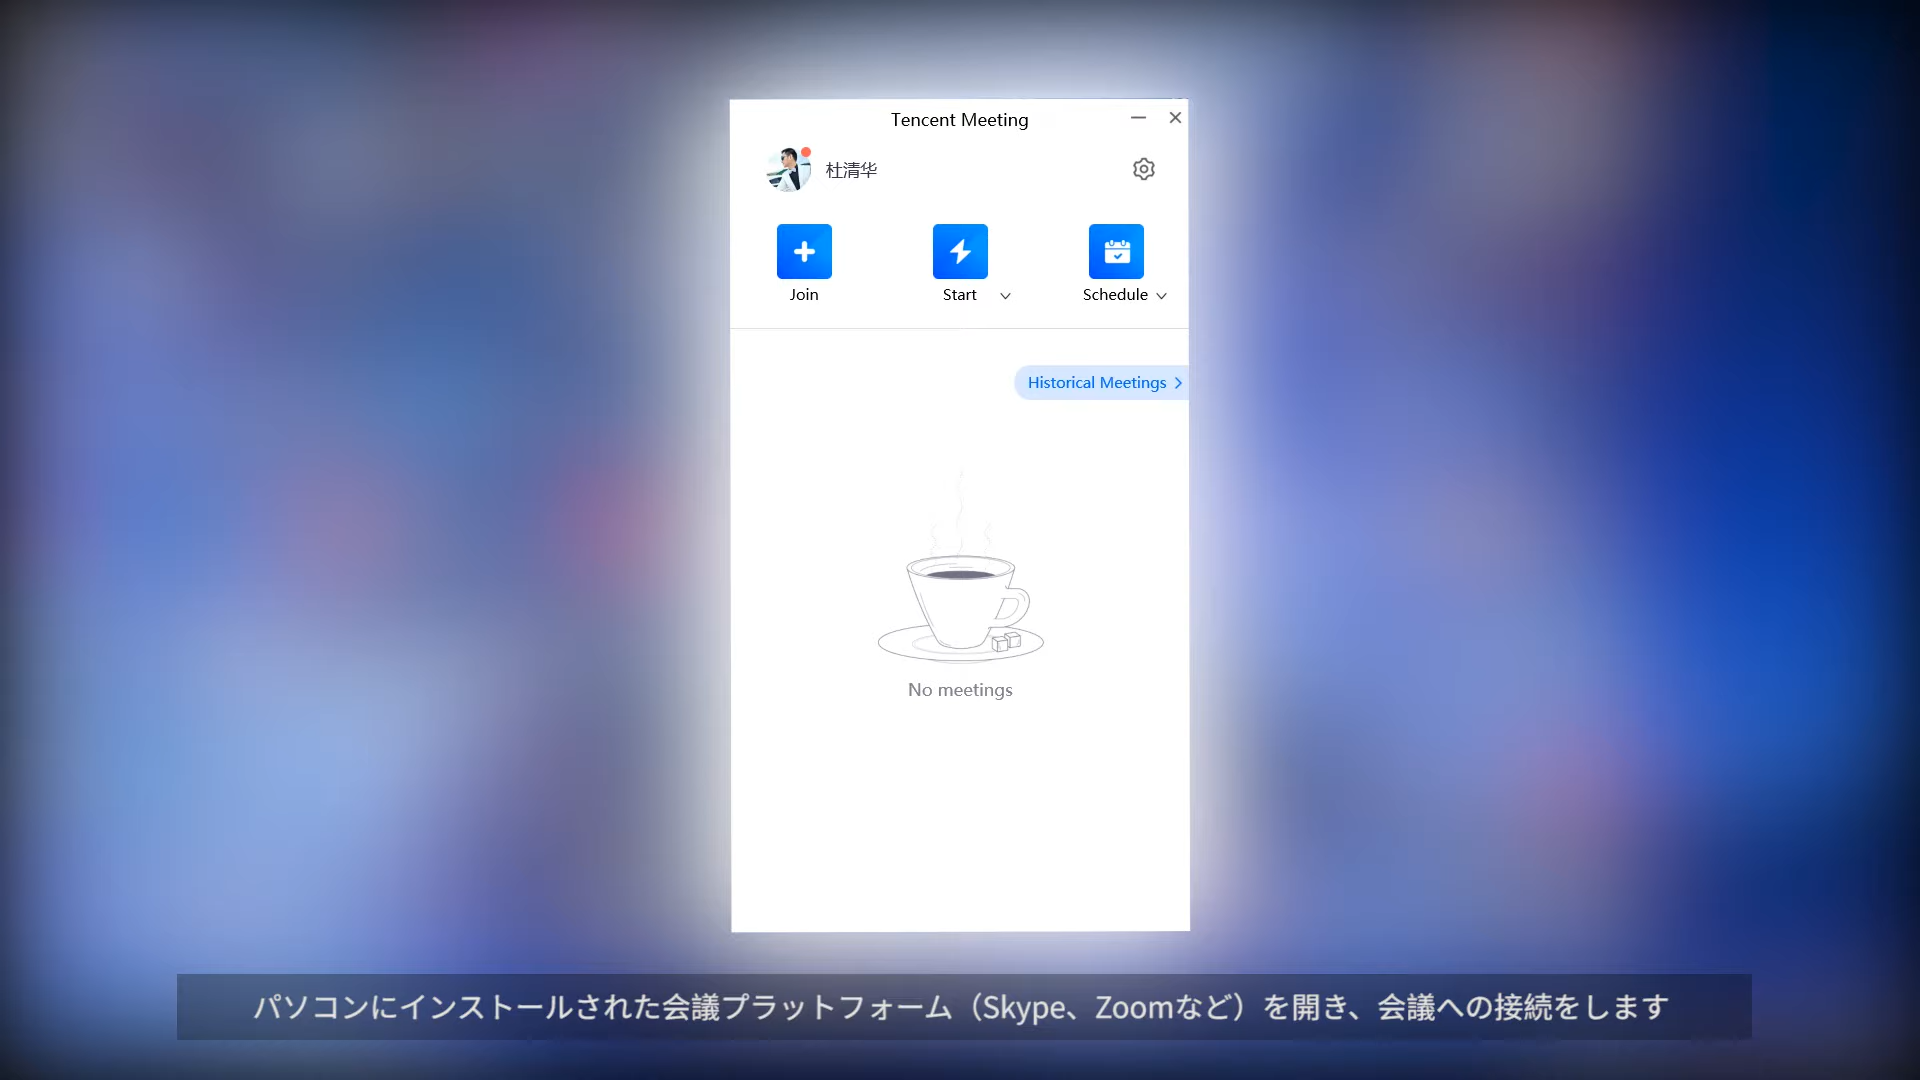 Tencent Meeting
杜清华
Join
Start
Schedule
Historical Meetings
No meetings
パソコンにインストールされた会議プラットフォーム（Skype、Zoomなど）を開き、会議への接続をします